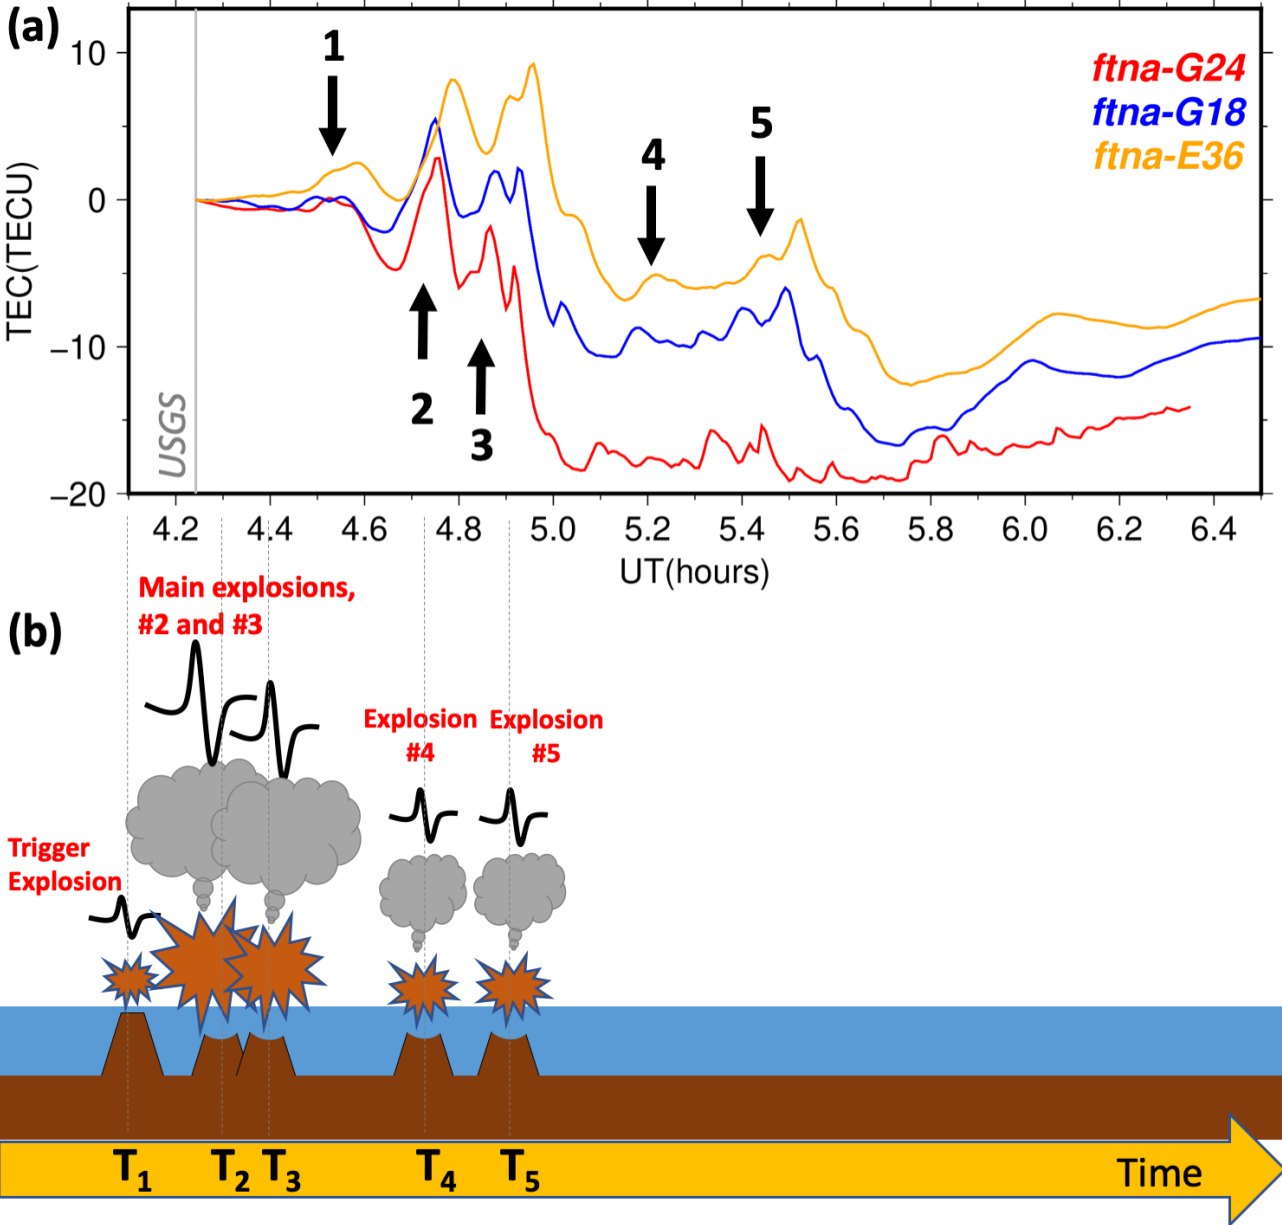 (a)
10
0
−10
−20
TEC(TECU)
USGS
1
2
3
4
5
ftna-G24
ftna-G18
ftna-E36
4.2 4.4 4.6 4.8 5.0 5.2 5.4 5.6 5.8 6.0 6.2 6.4
UT(hours)
(b)
Main explosions,
#2 and #3
Explosion
#4
Explosion
#5
Trigger
Explosion
T1 T2 T3 T4 T5
Time